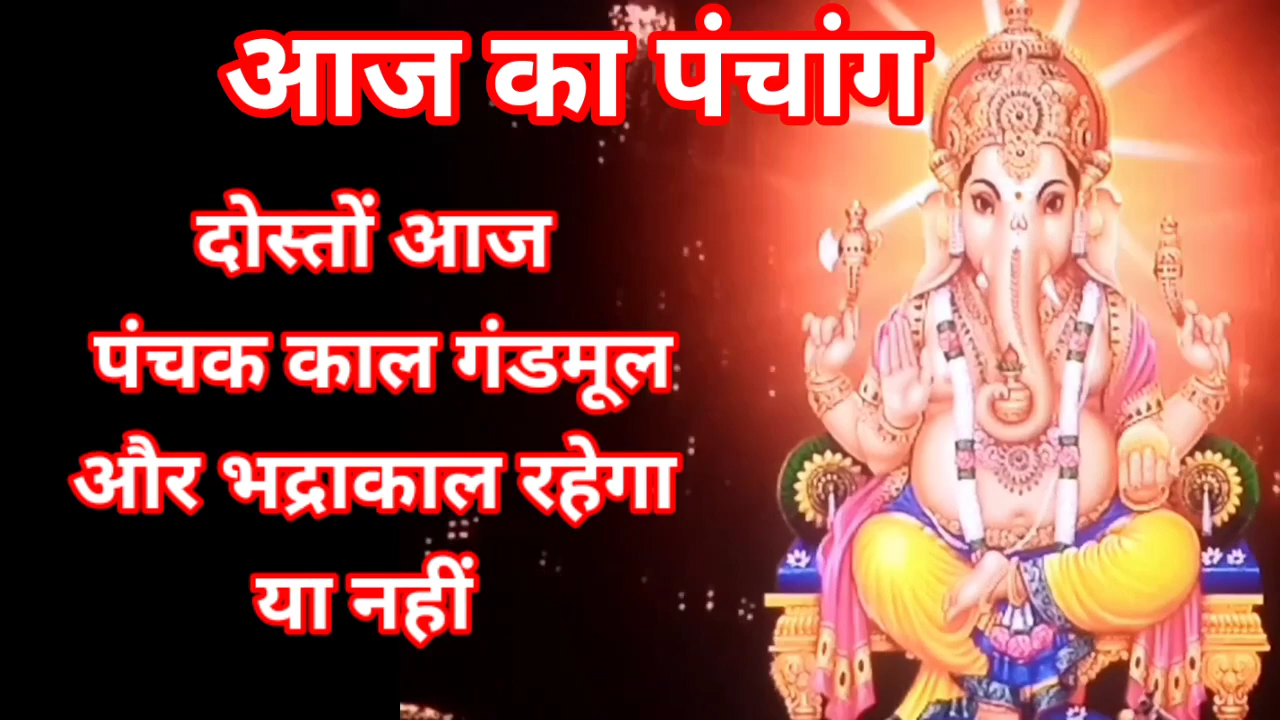 आज का पंचांग
दोस्तों आज
पंचक काल गंडमूल
और भद्राकाल रहेगा
या नहीं